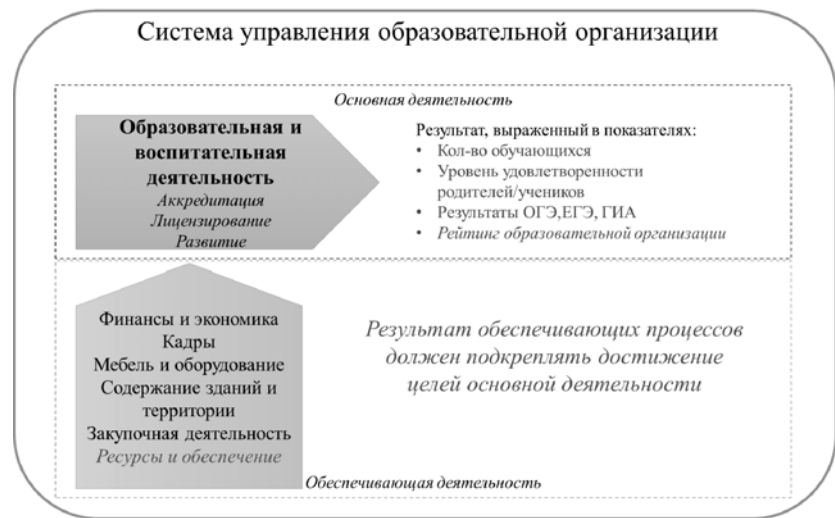 Система управления образовательной организации
Основная деятельность
Образовательная и
воспитательная
деятельность
Аккредитация
Лицензирование
Развитие
Результат, выраженный в показателях:
• Кол-во обучающихся
• Уровень удовлетворенности
родителей/учеников
• Результаты ОГЭ,ЕГЭ, ГИА
• Рейтинг образовательной организации
Финансы и экономика
Кадры
Мебель и оборудование
Содержание зданий и
территории
Закупочная деятельность
Ресурсы и обеспечение
Результат обеспечивающих процессов
должен подкреплять достижение
целей основной деятельности
Обеспечивающая деятельность